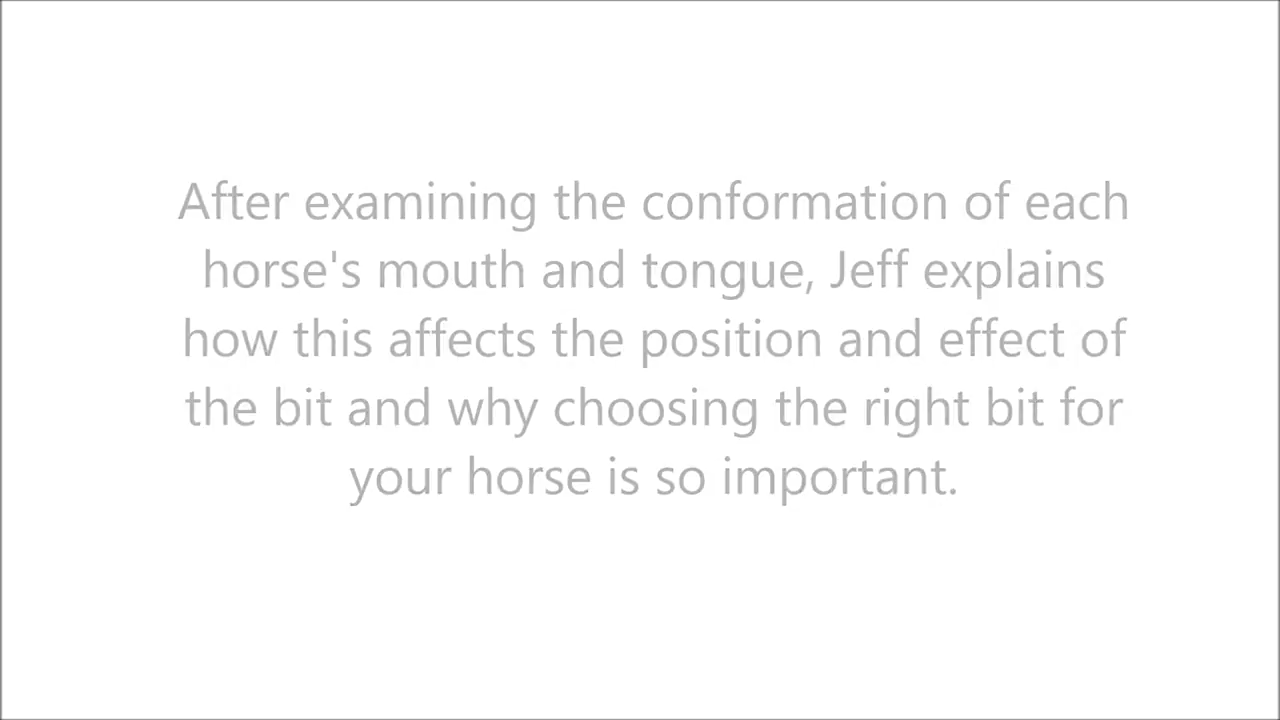 After examining the conformation of each
horse's mouth and tongue, Jeff explains
how this affects the position and effect of
the bit and why choosing the right bit for
your horse is so important.